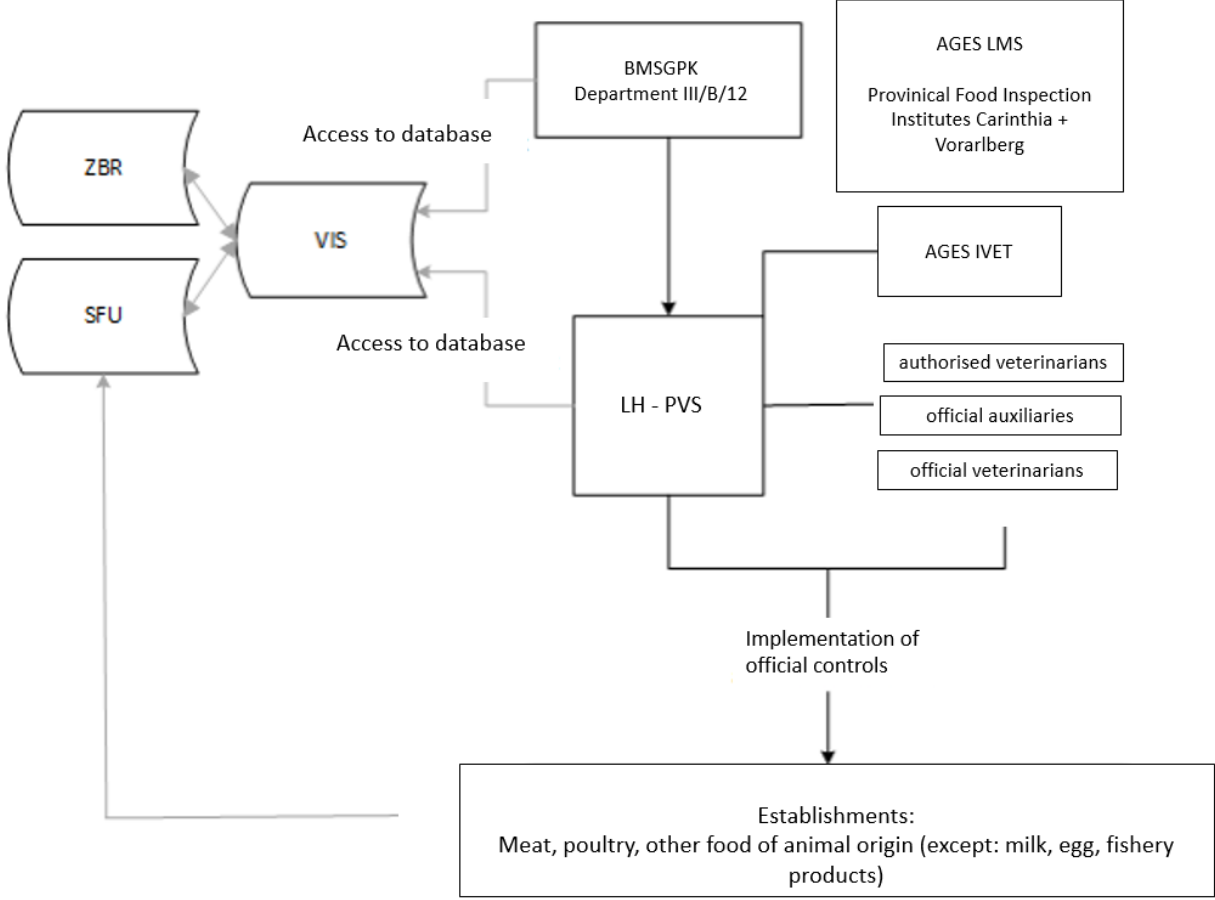 BMSGPK
Department III/B/12
AGES LMS
Provinical Food Inspection
Institutes Carinthia +
Vorarlberg
Access to database
ZBR
VIS
SFU
AGES IVET
Access to database
LH - PVS
authorised veterinarians
official auxiliaries
official veterinarians
Implementation of
official controls
Establishments:
Meat, poultry, other food of animal origin (except: milk, egg, fishery
products)